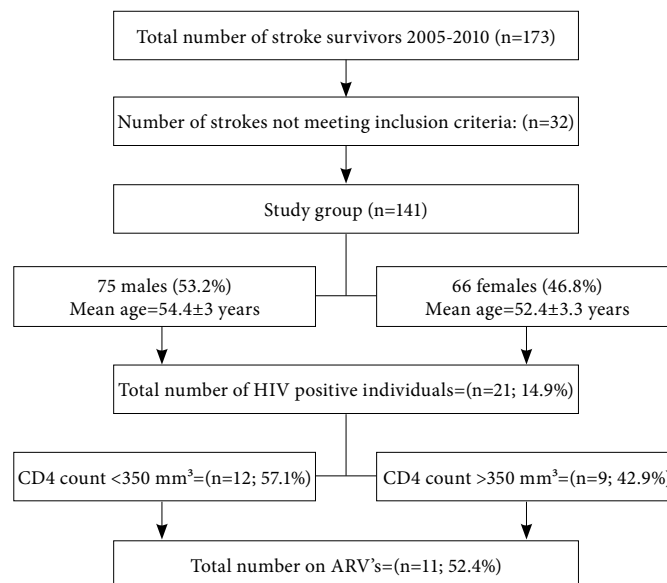 Total number of stroke survivors 2005-2010 (n=173)
Number of strokes not meeting inclusion criteria: (n=32)
Study group (n=141)
75 males (53.2%)
Mean age=54.4±3 years
66 females (46.8%)
Mean age=52.4±3.3 years
Total number of HIV positive individuals=(n=21; 14.9%)
CD4 count <350 mm³=(n=12; 57.1%)
CD4 count >350 mm³=(n=9; 42.9%)
Total number on ARV's=(n=11; 52.4%)